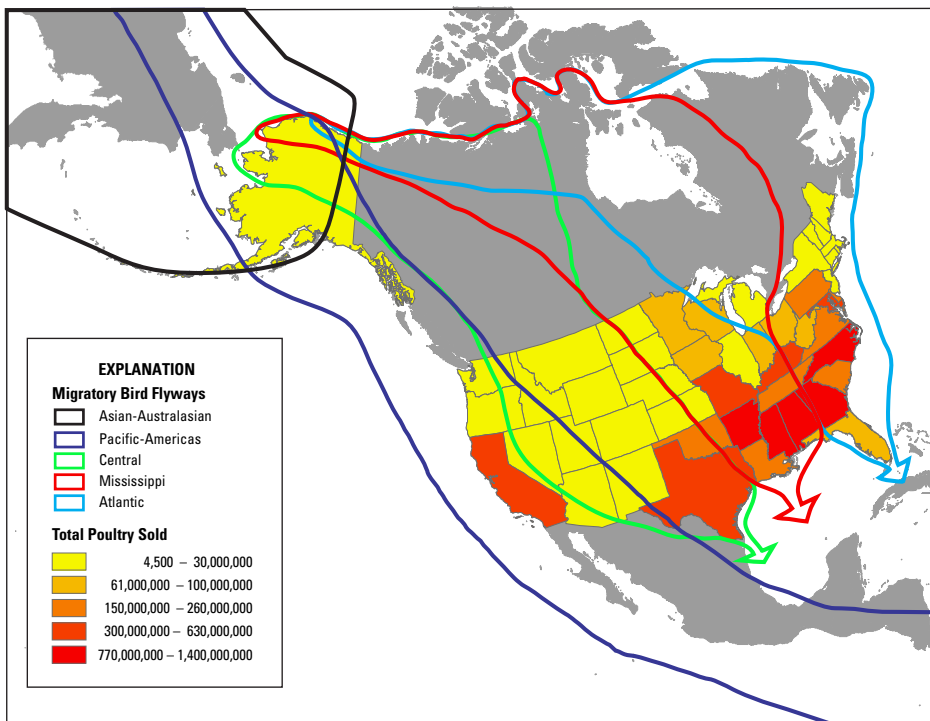 EXPLANATION
Migratory Bird Flyways
Asian-Australasian
Pacific-Americas
Central
Mississippi
Atlantic
Total Poultry Sold
4,500 – 30,000,000
61,000,000 – 100,000,000
150,000,000 – 260,000,000
300,000,000 – 630,000,000
770,000,000 – 1,400,000,000